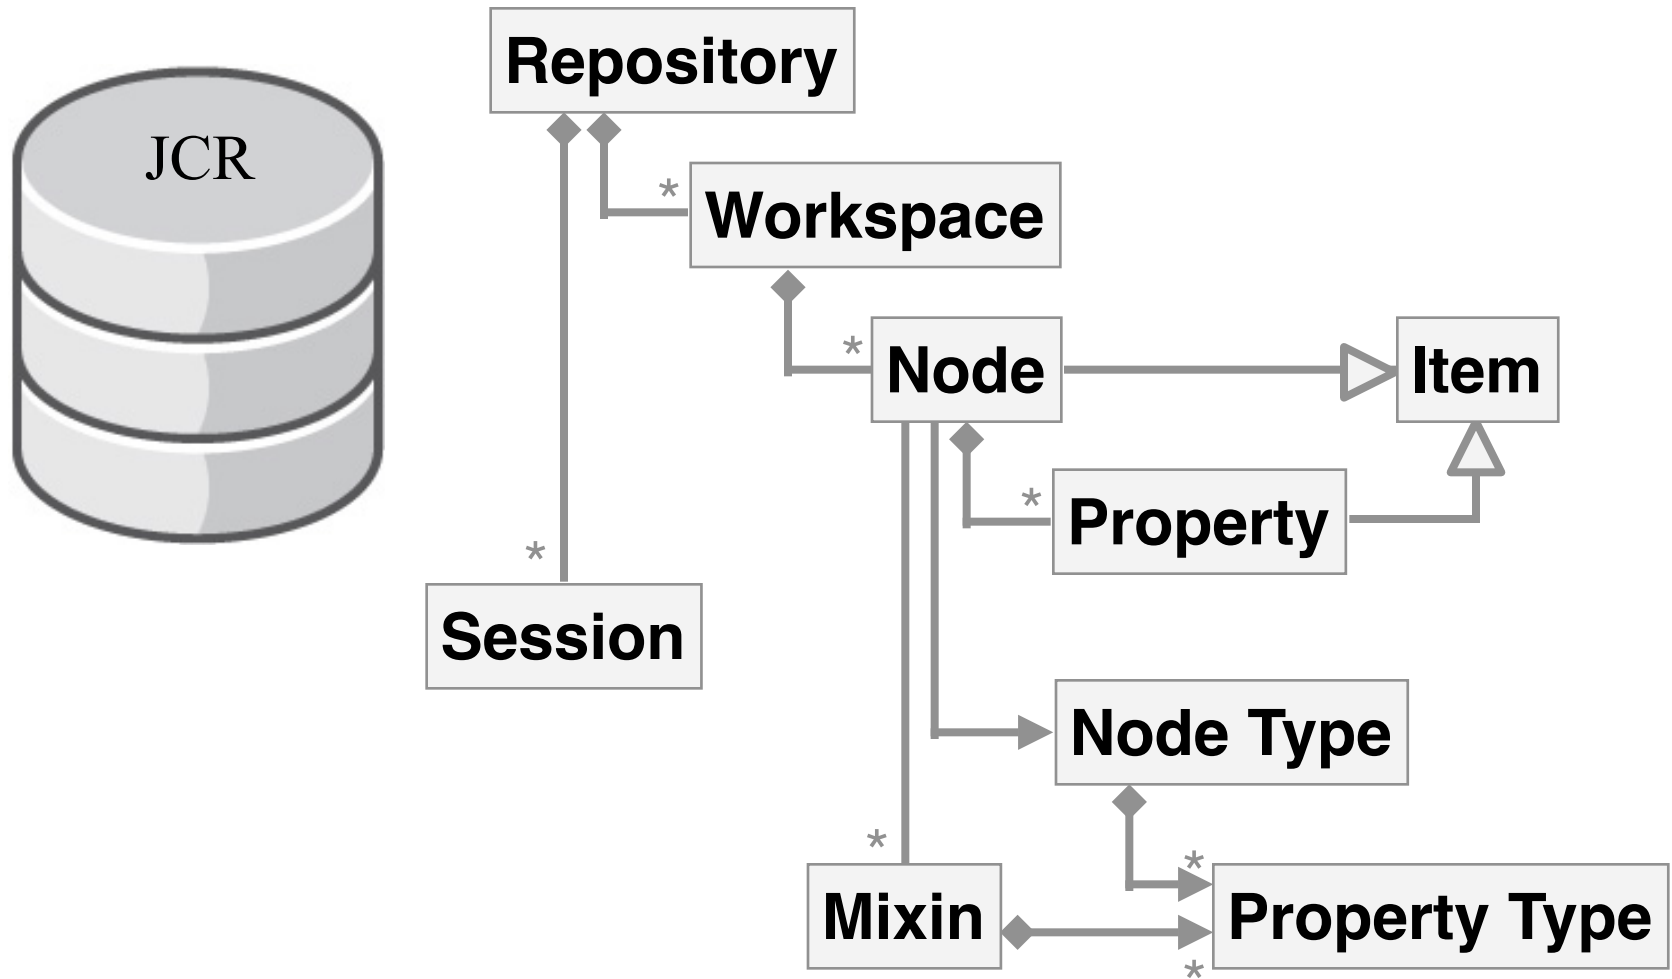 JCR
Repository
*
Workspace
*
Node
Item
*
Property
*
Session
Node Type
*
*
Mixin
Property Type
*